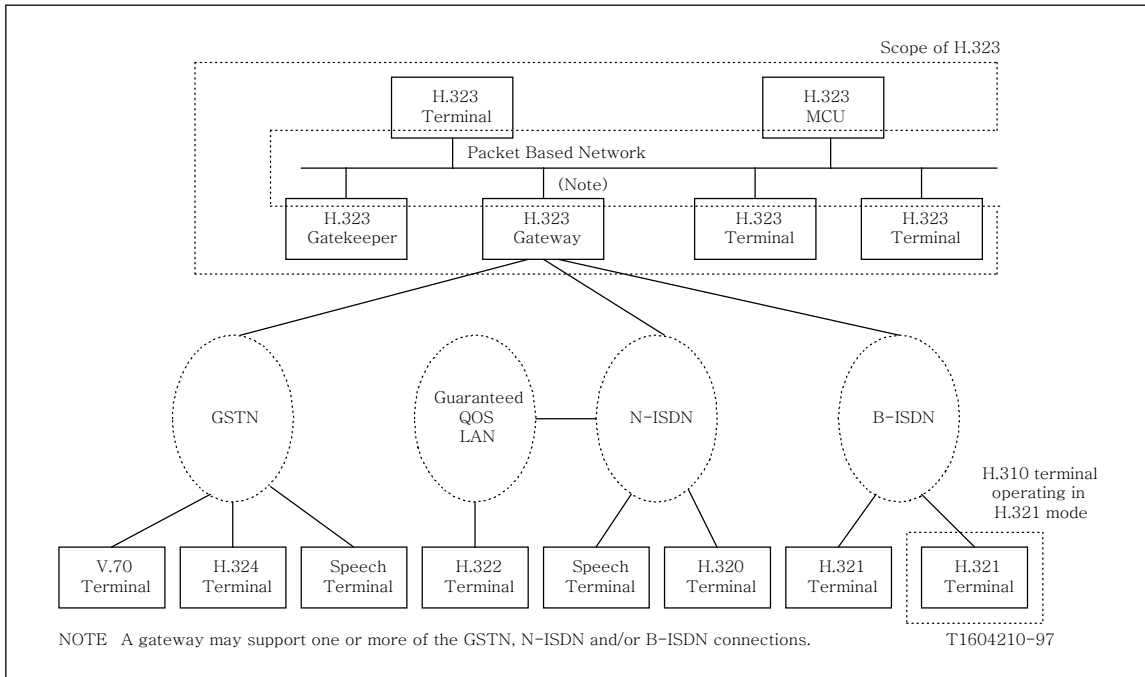 Scope of H.323
H.323
Terminal
H.323
MCU
Packet Based Network
(Note)
H.323
Gatekeeper
H.323
Gateway
H.323
Terminal
H.323
Terminal
GSTN
Guaranteed
QOS
LAN
N-ISDN
B-ISDN
H.310 terminal
operating in
H.321 mode
V.70
Terminal
H.324
Terminal
Speech
Terminal
H.322
Terminal
Speech
Terminal
H.320
Terminal
H.321
Terminal
H.321
Terminal
NOTE A gateway may support one or more of the GSTN, N-ISDN and/or B-ISDN connections.
T1604210-97